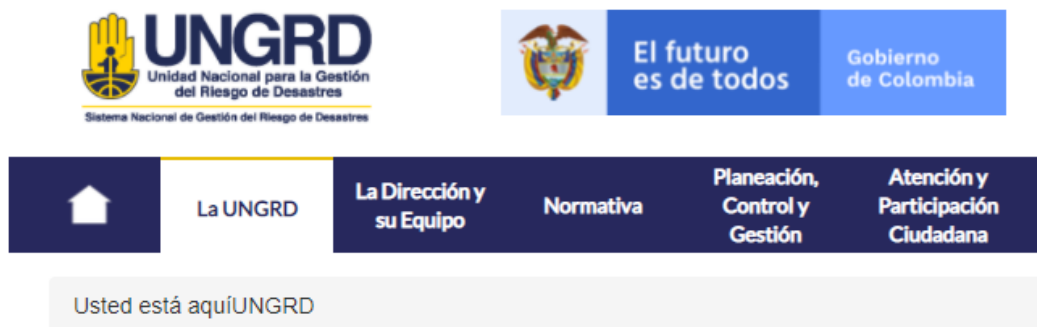 UNGRD
Unidad Nacional para la Gestión
del Riesgo de Desastres
Sistema Nacional de Gestión del Riesgo de Desastres
El futuro
es de todos
Gobierno
de Colombia
La UNGRD
La Dirección y
su Equipo
Normativa
Planeación,
Control y
Gestión
Atención y
Participación
Ciudadana
Usted está aquíUNGRD